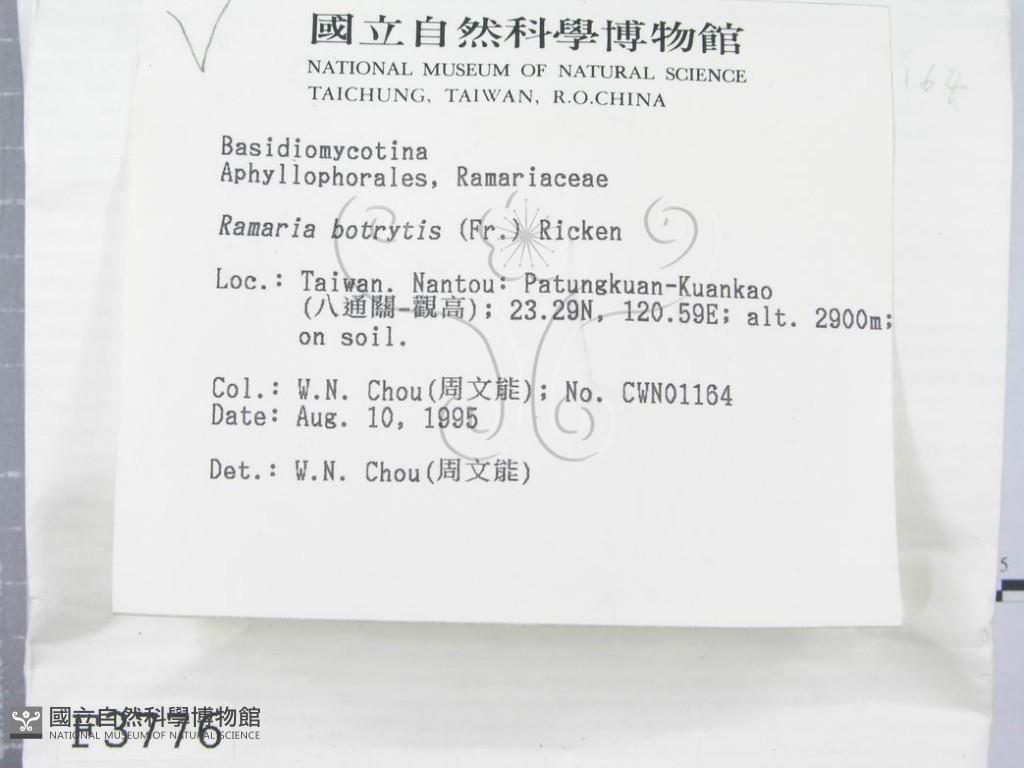 國立自然科學博物館
NATIONAL MUSEUM OF NATURAL SCIENCE
TAICHUNG, TAIWAN, R.O.CHINA
164
Basidiomycotina
Aphyllophorales, Ramariaceae
Ramaria botrytis (Fr.) Ricken
Loc.: Taiwan. Nantou: Patungkuan-Kuankao
(八通關-觀高); 23.29N, 120.59E; alt. 2900m;
on soil.
Col.: W.N. Chou(周文能); No. CWN01164
Date: Aug. 10, 1995
Det.: W.N. Chou(周文能)
5
F3776
國立自然科學博物館
NATIONAL MUSEUM OF NATURAL SCIENCE